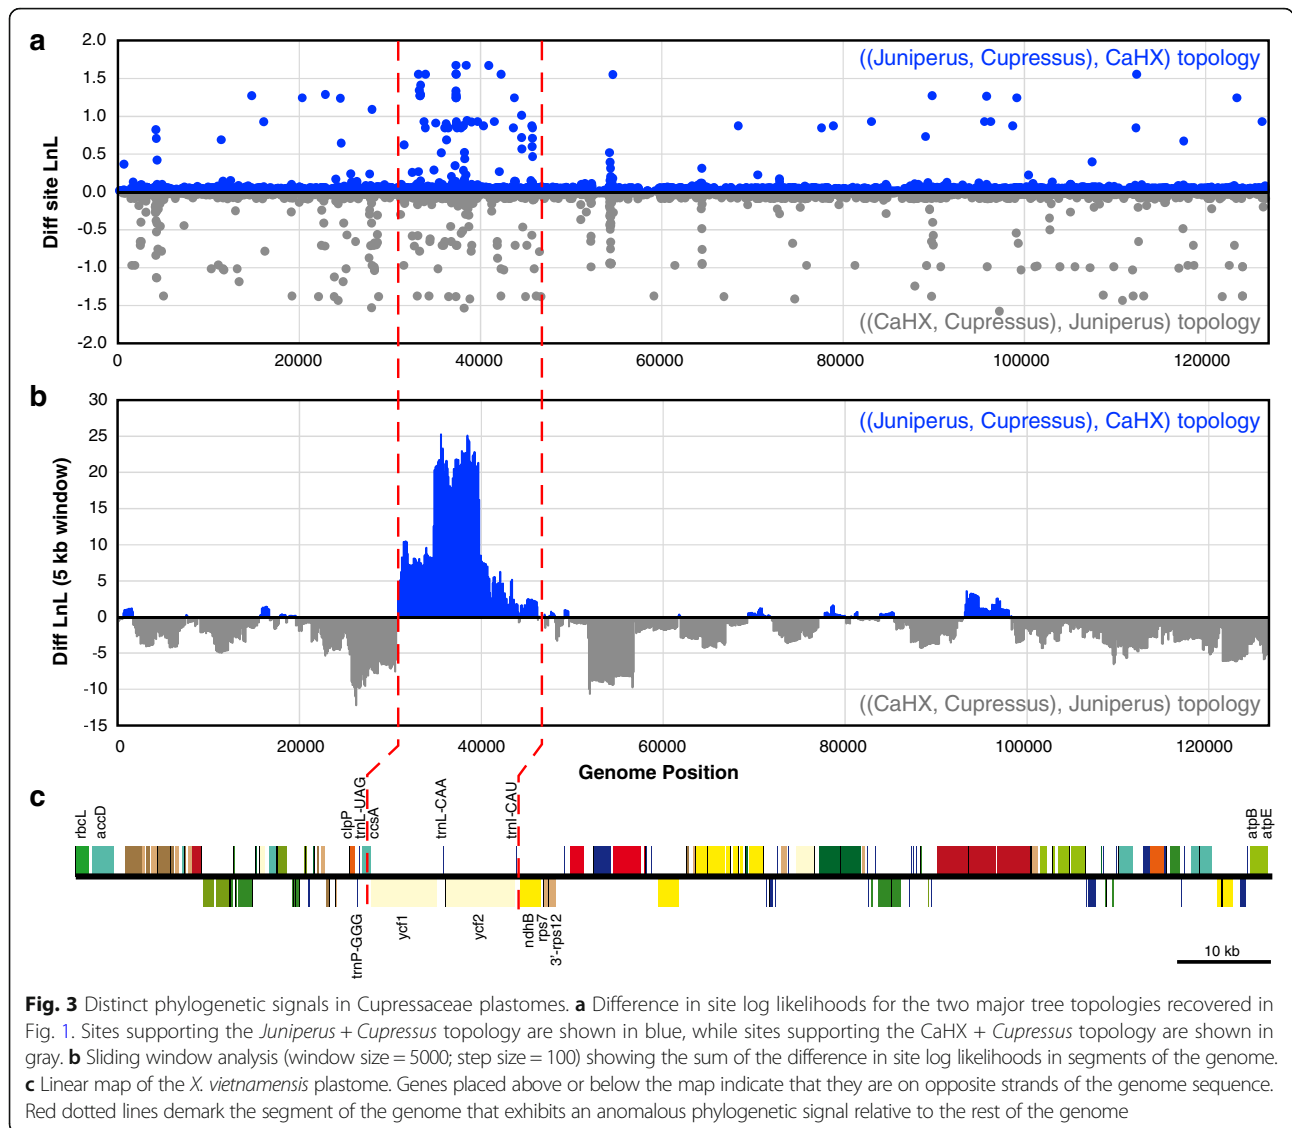 a
2.0
1.5
1.0
0.5
0.0
-0.5
-1.0
-1.5
-2.0
Diff site LnL
((Juniperus, Cupressus), CaHX) topology
((CaHX, Cupressus), Juniperus) topology
0 20000 40000 60000 80000 100000 120000
b
30
25
20
15
10
5
0
-5
-10
-15
Diff LnL (5 kb window)
((Juniperus, Cupressus), CaHX) topology
((CaHX, Cupressus), Juniperus) topology
0 20000 40000 60000 80000 100000 120000
Genome Position
c
rbcL
accD
clpP
trnL-UAG
ccsA
trnL-CAA
trnI-CAU
atpB
atpE
trnP-GGG
ycf1
ycf2
ndhB
rps7
3'-rps12
10 kb
Fig. 3 Distinct phylogenetic signals in Cupressaceae plastomes. a Difference in site log likelihoods for the two major tree topologies recovered in
Fig. 1. Sites supporting the Juniperus + Cupressus topology are shown in blue, while sites supporting the CaHX + Cupressus topology are shown in
gray. b Sliding window analysis (window size = 5000; step size = 100) showing the sum of the difference in site log likelihoods in segments of the genome.
c Linear map of the X. vietnamensis plastome. Genes placed above or below the map indicate that they are on opposite strands of the genome sequence.
Red dotted lines demark the segment of the genome that exhibits an anomalous phylogenetic signal relative to the rest of the genome